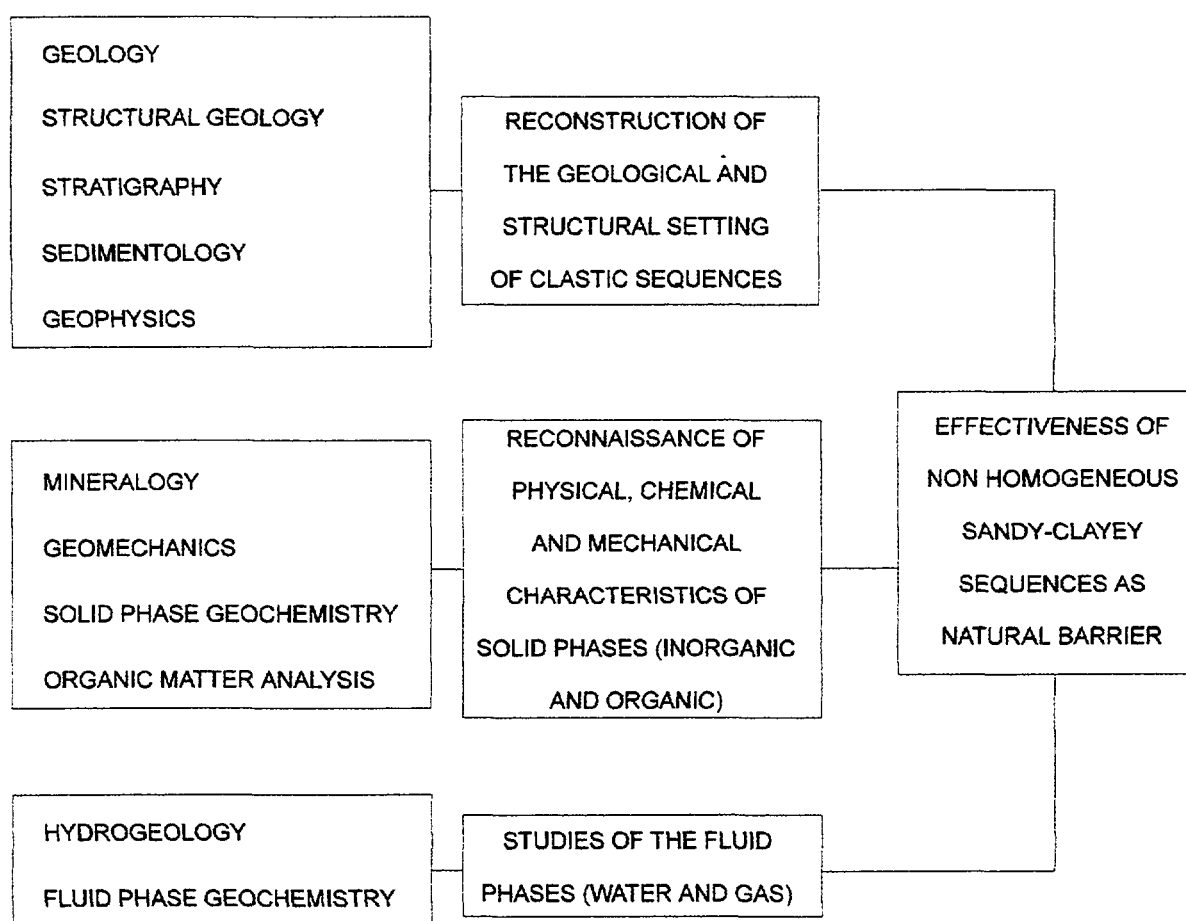 GEOLOGY
STRUCTURAL GEOLOGY
STRATIGRAPHY
SEDIMENTOLOGY
GEOPHYSICS
RECONSTRUCTION OF
THE GEOLOGICAL AND
STRUCTURAL SETTING
OF CLASTIC SEQUENCES
MINERALOGY
GEOMECHANICS
SOLID PHASE GEOCHEMISTRY
ORGANIC MATTER ANALYSIS
RECONNAISSANCE OF
PHYSICAL, CHEMICAL
AND MECHANICAL
CHARACTERISTICS OF
SOLID PHASES (INORGANIC
AND ORGANIC)
HYDROGEOLOGY
FLUID PHASE GEOCHEMISTRY
STUDIES OF THE FLUID
PHASES (WATER AND GAS)
EFFECTIVENESS OF
NON HOMOGENEOUS
SANDY-CLAYEY
SEQUENCES AS
NATURAL BARRIER